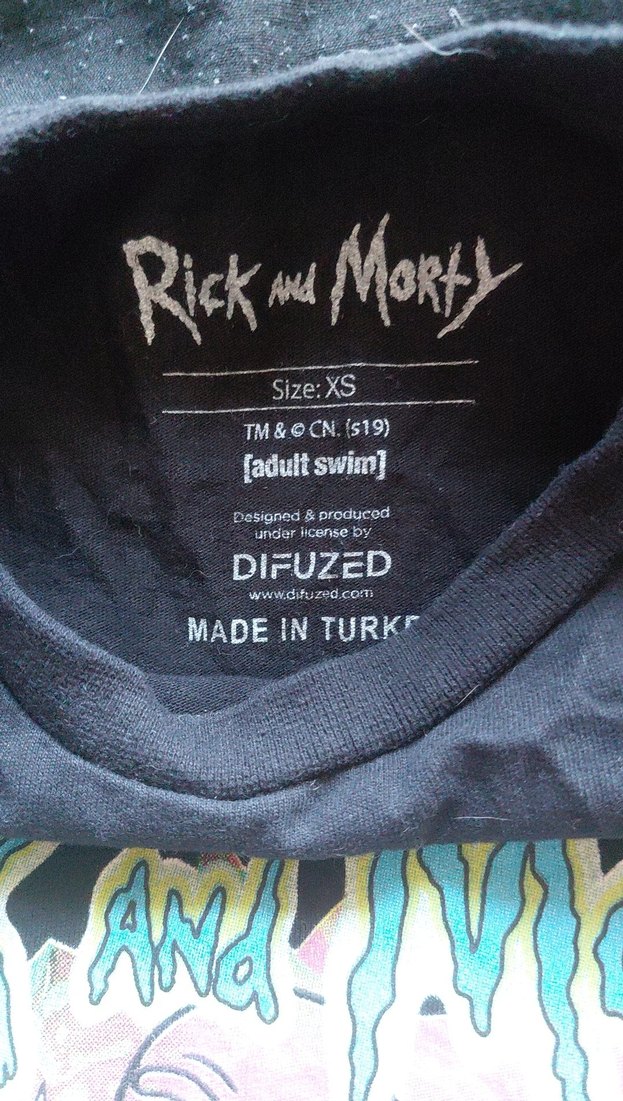 Rick and Morty
Size: XS
TM & © CN. (s19)
[adult swim]
Designed & produced
under license by
DIFUZED
www.difuzed.com
MADE IN TURKE
And M